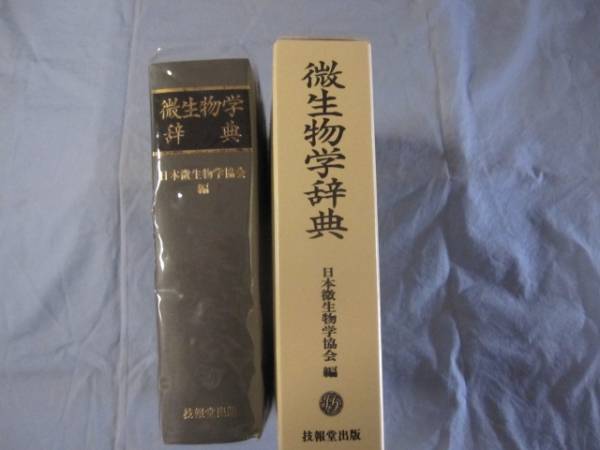 微生物学
辞典
日本微生物学協会
編
技報堂出版
微生物学辞典
日本微生物学協会 編
技報堂出版